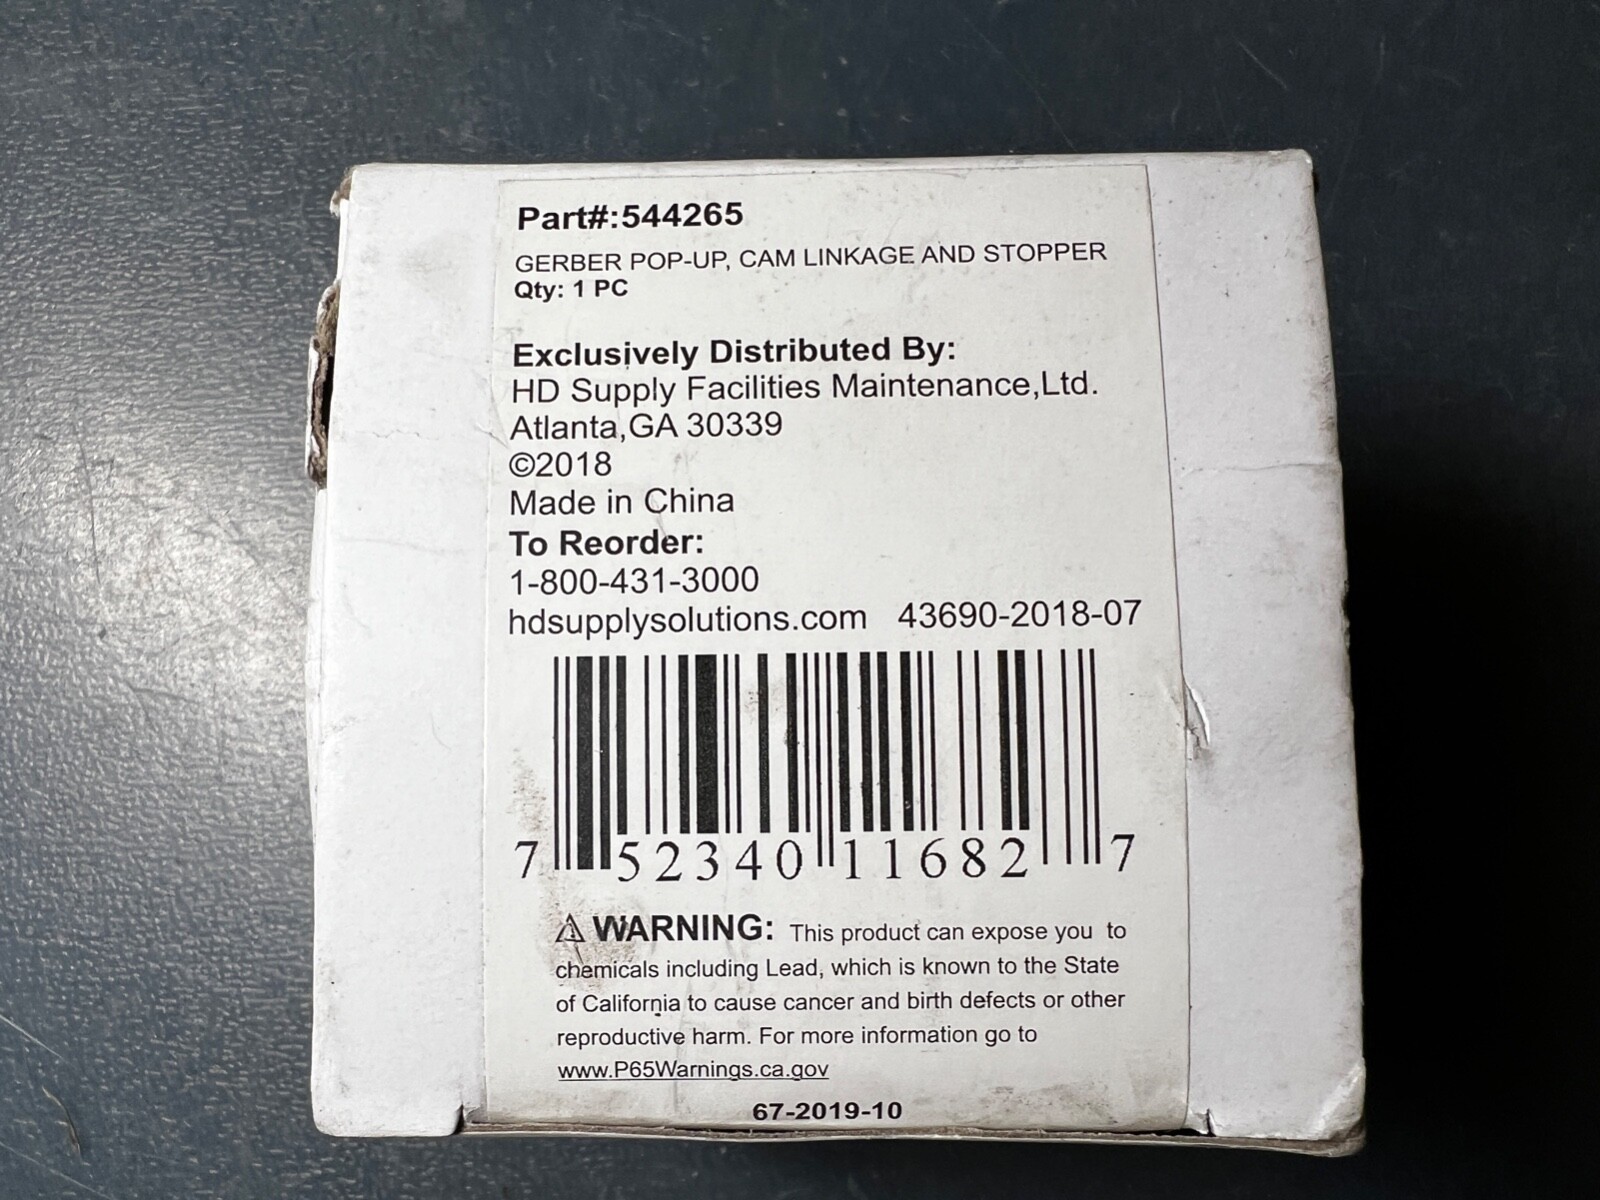 Part#:544265
GERBER POP-UP, CAM LINKAGE AND STOPPER
Qty: 1 PC
Exclusively Distributed By:
HD Supply Facilities Maintenance,Ltd.
Atlanta,GA 30339
©2018
Made in China
To Reorder:
1-800-431-3000
hdsupplysolutions.com 43690-2018-07
7 52340 11682 7
⚠ WARNING: This product can expose you to
chemicals including Lead, which is known to the State
of California to cause cancer and birth defects or other
reproductive harm. For more information go to
www.P65Warnings.ca.gov
67-2019-10